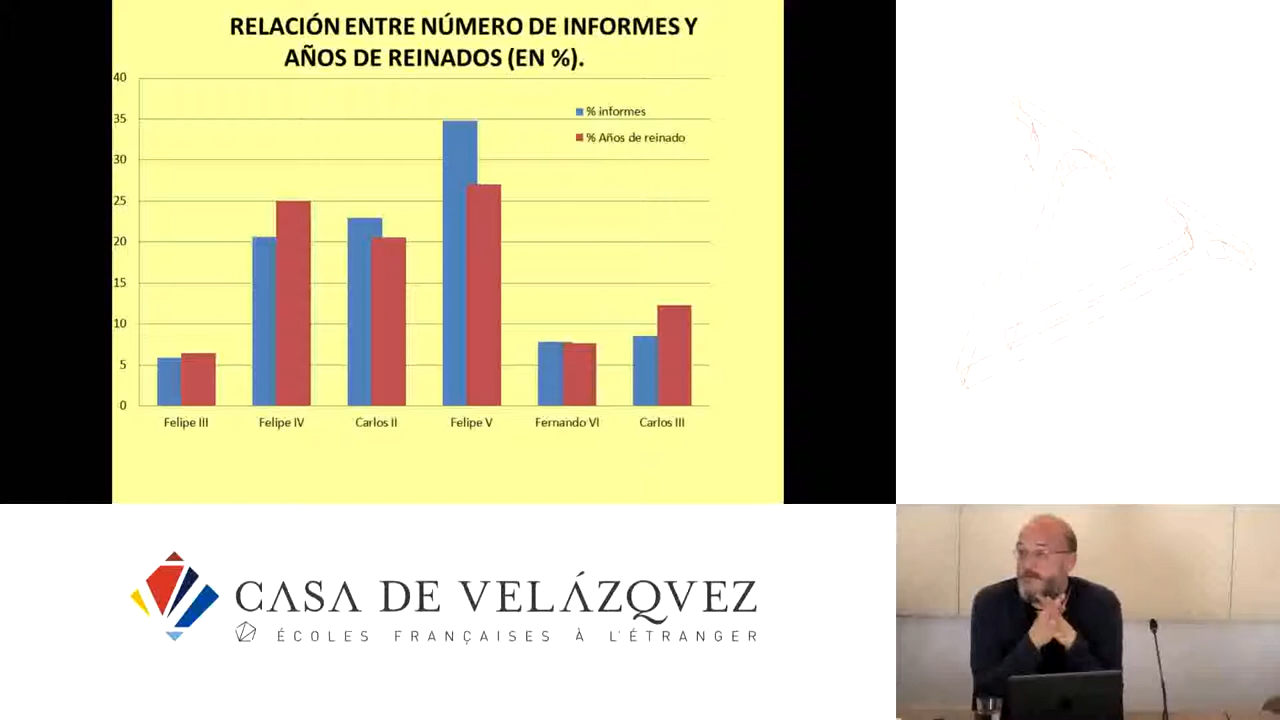 RELACIÓN ENTRE NÚMERO DE INFORMES Y
AÑOS DE REINADOS (EN %).
40
35
30
25
20
15
10
5
0
% informes
% Años de reinado
Felipe III
Felipe IV
Carlos II
Felipe V
Fernando VI
Carlos III
CASA DE VELÁZQVEZ
ÉCOLES FRANÇAISES À L'ÉTRANGER